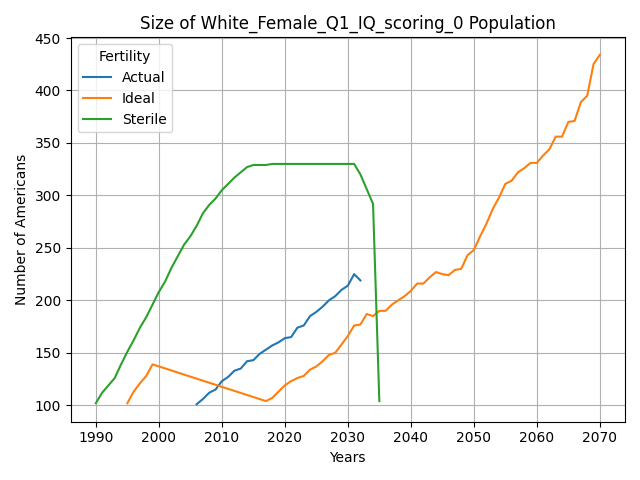 Size of White_Female_Q1_IQ_scoring_0 Population
Number of Americans
450
400
350
300
250
200
150
100
Fertility
Actual
Ideal
Sterile
1990 2000 2010 2020 2030 2040 2050 2060 2070
Years